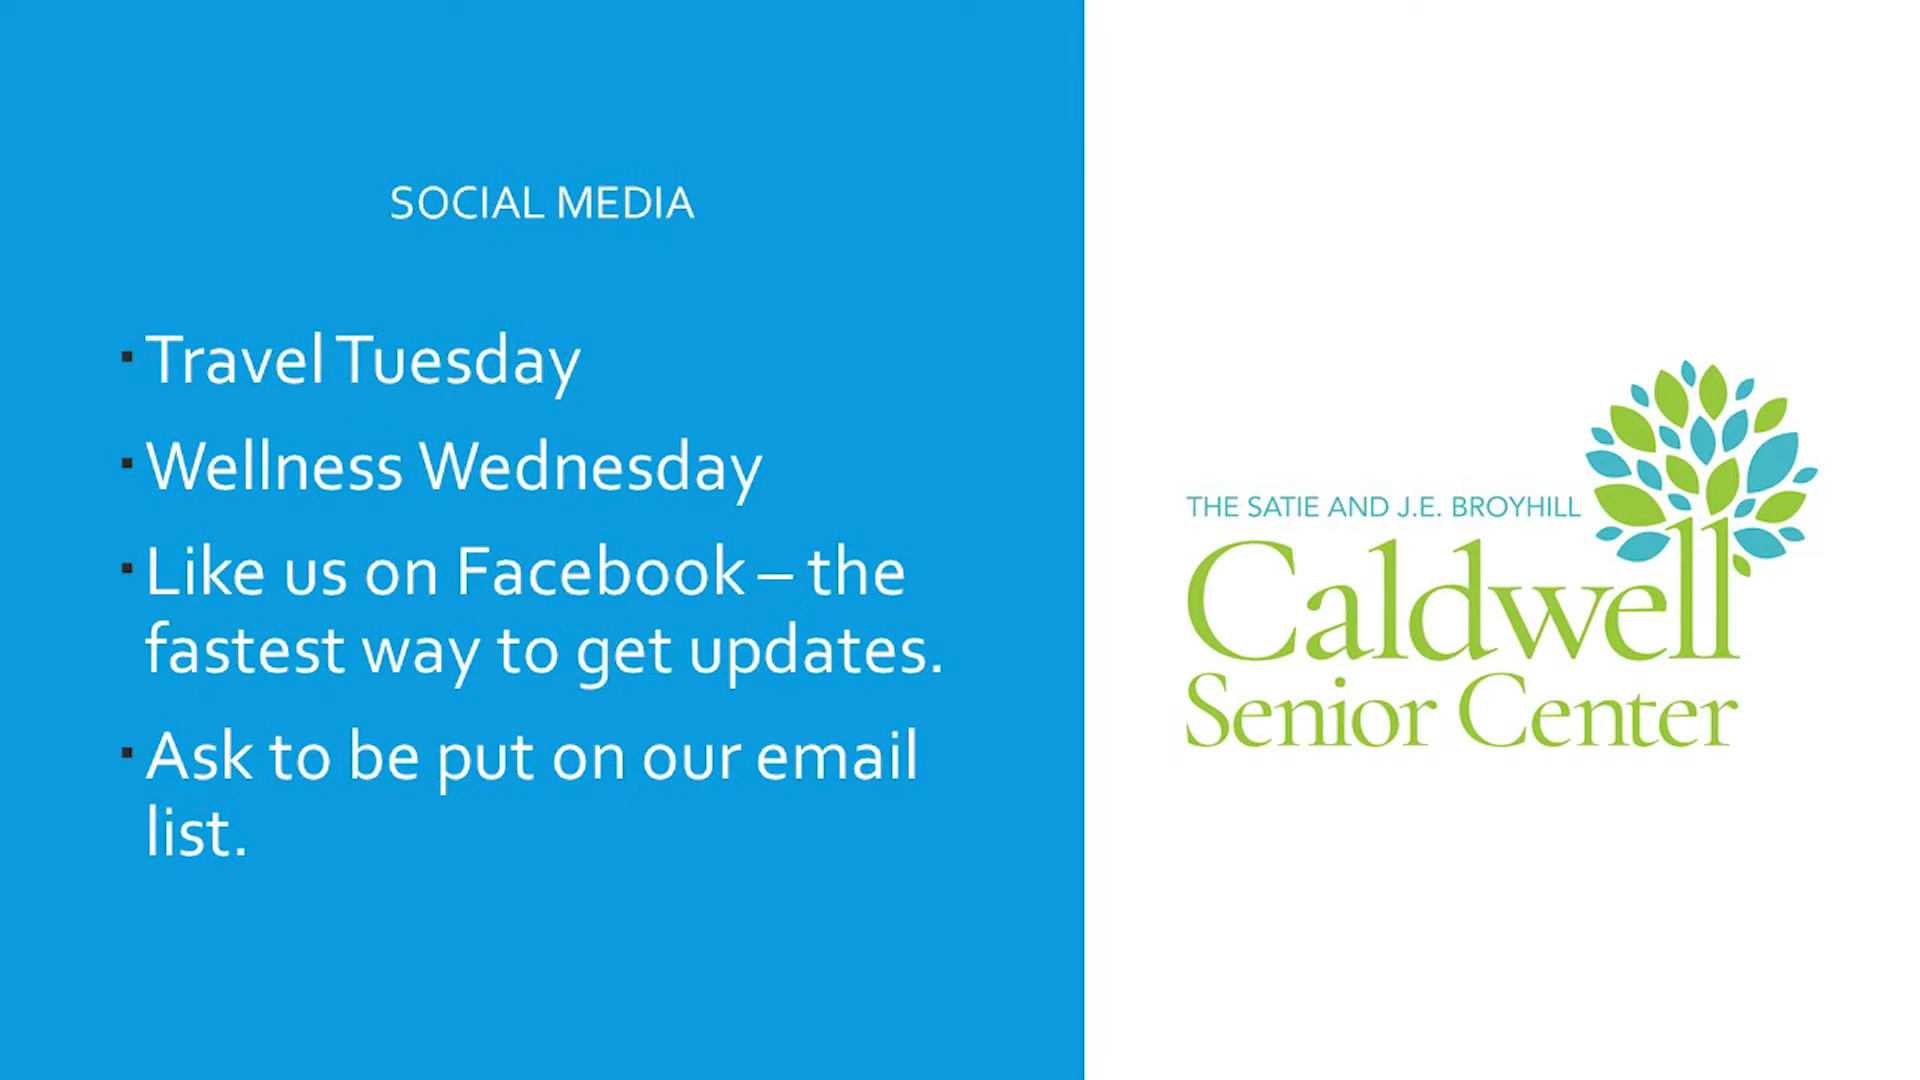 SOCIAL MEDIA
▪ Travel Tuesday
▪ Wellness Wednesday
▪ Like us on Facebook – the
fastest way to get updates.
▪ Ask to be put on our email
list.
THE SATIE AND J.E. BROYHILL
Caldwell
Senior Center